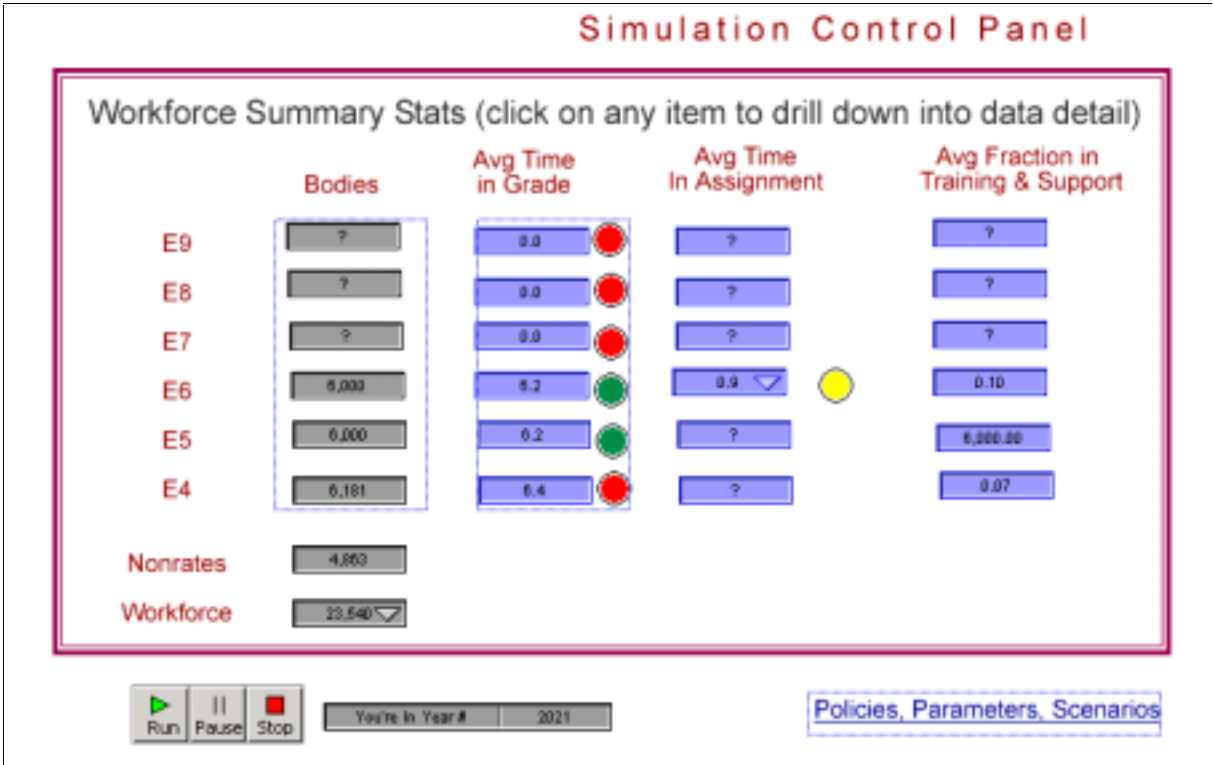 Simulation Control Panel
Workforce Summary Stats (click on any item to drill down into data detail)
Bodies
Avg Time
in Grade
Avg Time
In Assignment
Avg Fraction in
Training & Support
E9 ? 0.0 ? ?
E8 ? 0.0 ? ?
E7 ? 0.0 ? ?
E6 6,000 6.2 0.9 0.10
E5 6,000 6.2 ? 6,000.00
E4 6.4 ? 0.07
Nonrates
Workforce 23,540
Run Pause Stop
You're In Year # 2021
Policies, Parameters, Scenarios